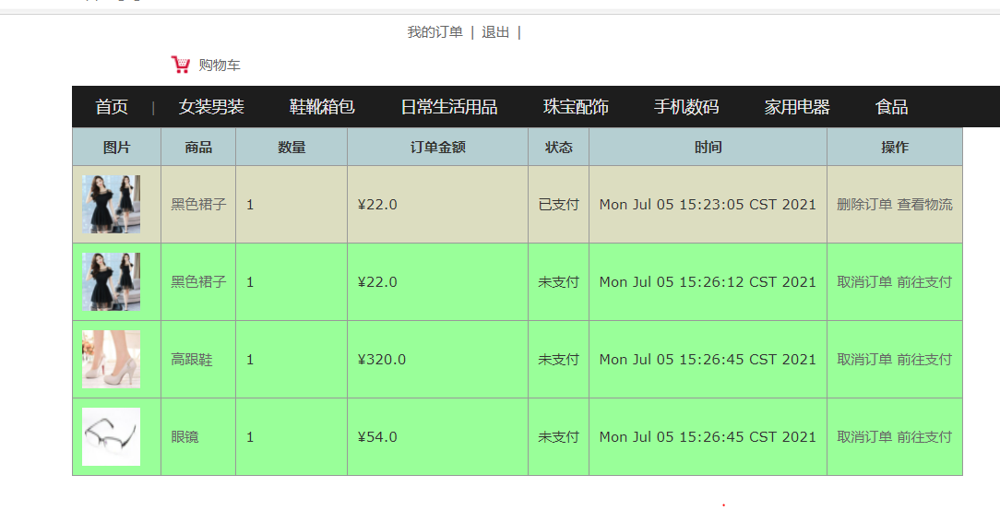 我的订单 | 退出 |
购物车
首页 | 女装男装 鞋靴箱包 日常生活用品 珠宝配饰 手机数码 家用电器 食品
图片 商品 数量 订单金额 状态 时间 操作
黑色裙子 1 ¥22.0 已支付 Mon Jul 05 15:23:05 CST 2021 删除订单 查看物流
黑色裙子 1 ¥22.0 未支付 Mon Jul 05 15:26:12 CST 2021 取消订单 前往支付
高跟鞋 1 ¥320.0 未支付 Mon Jul 05 15:26:45 CST 2021 取消订单 前往支付
眼镜 1 ¥54.0 未支付 Mon Jul 05 15:26:45 CST 2021 取消订单 前往支付